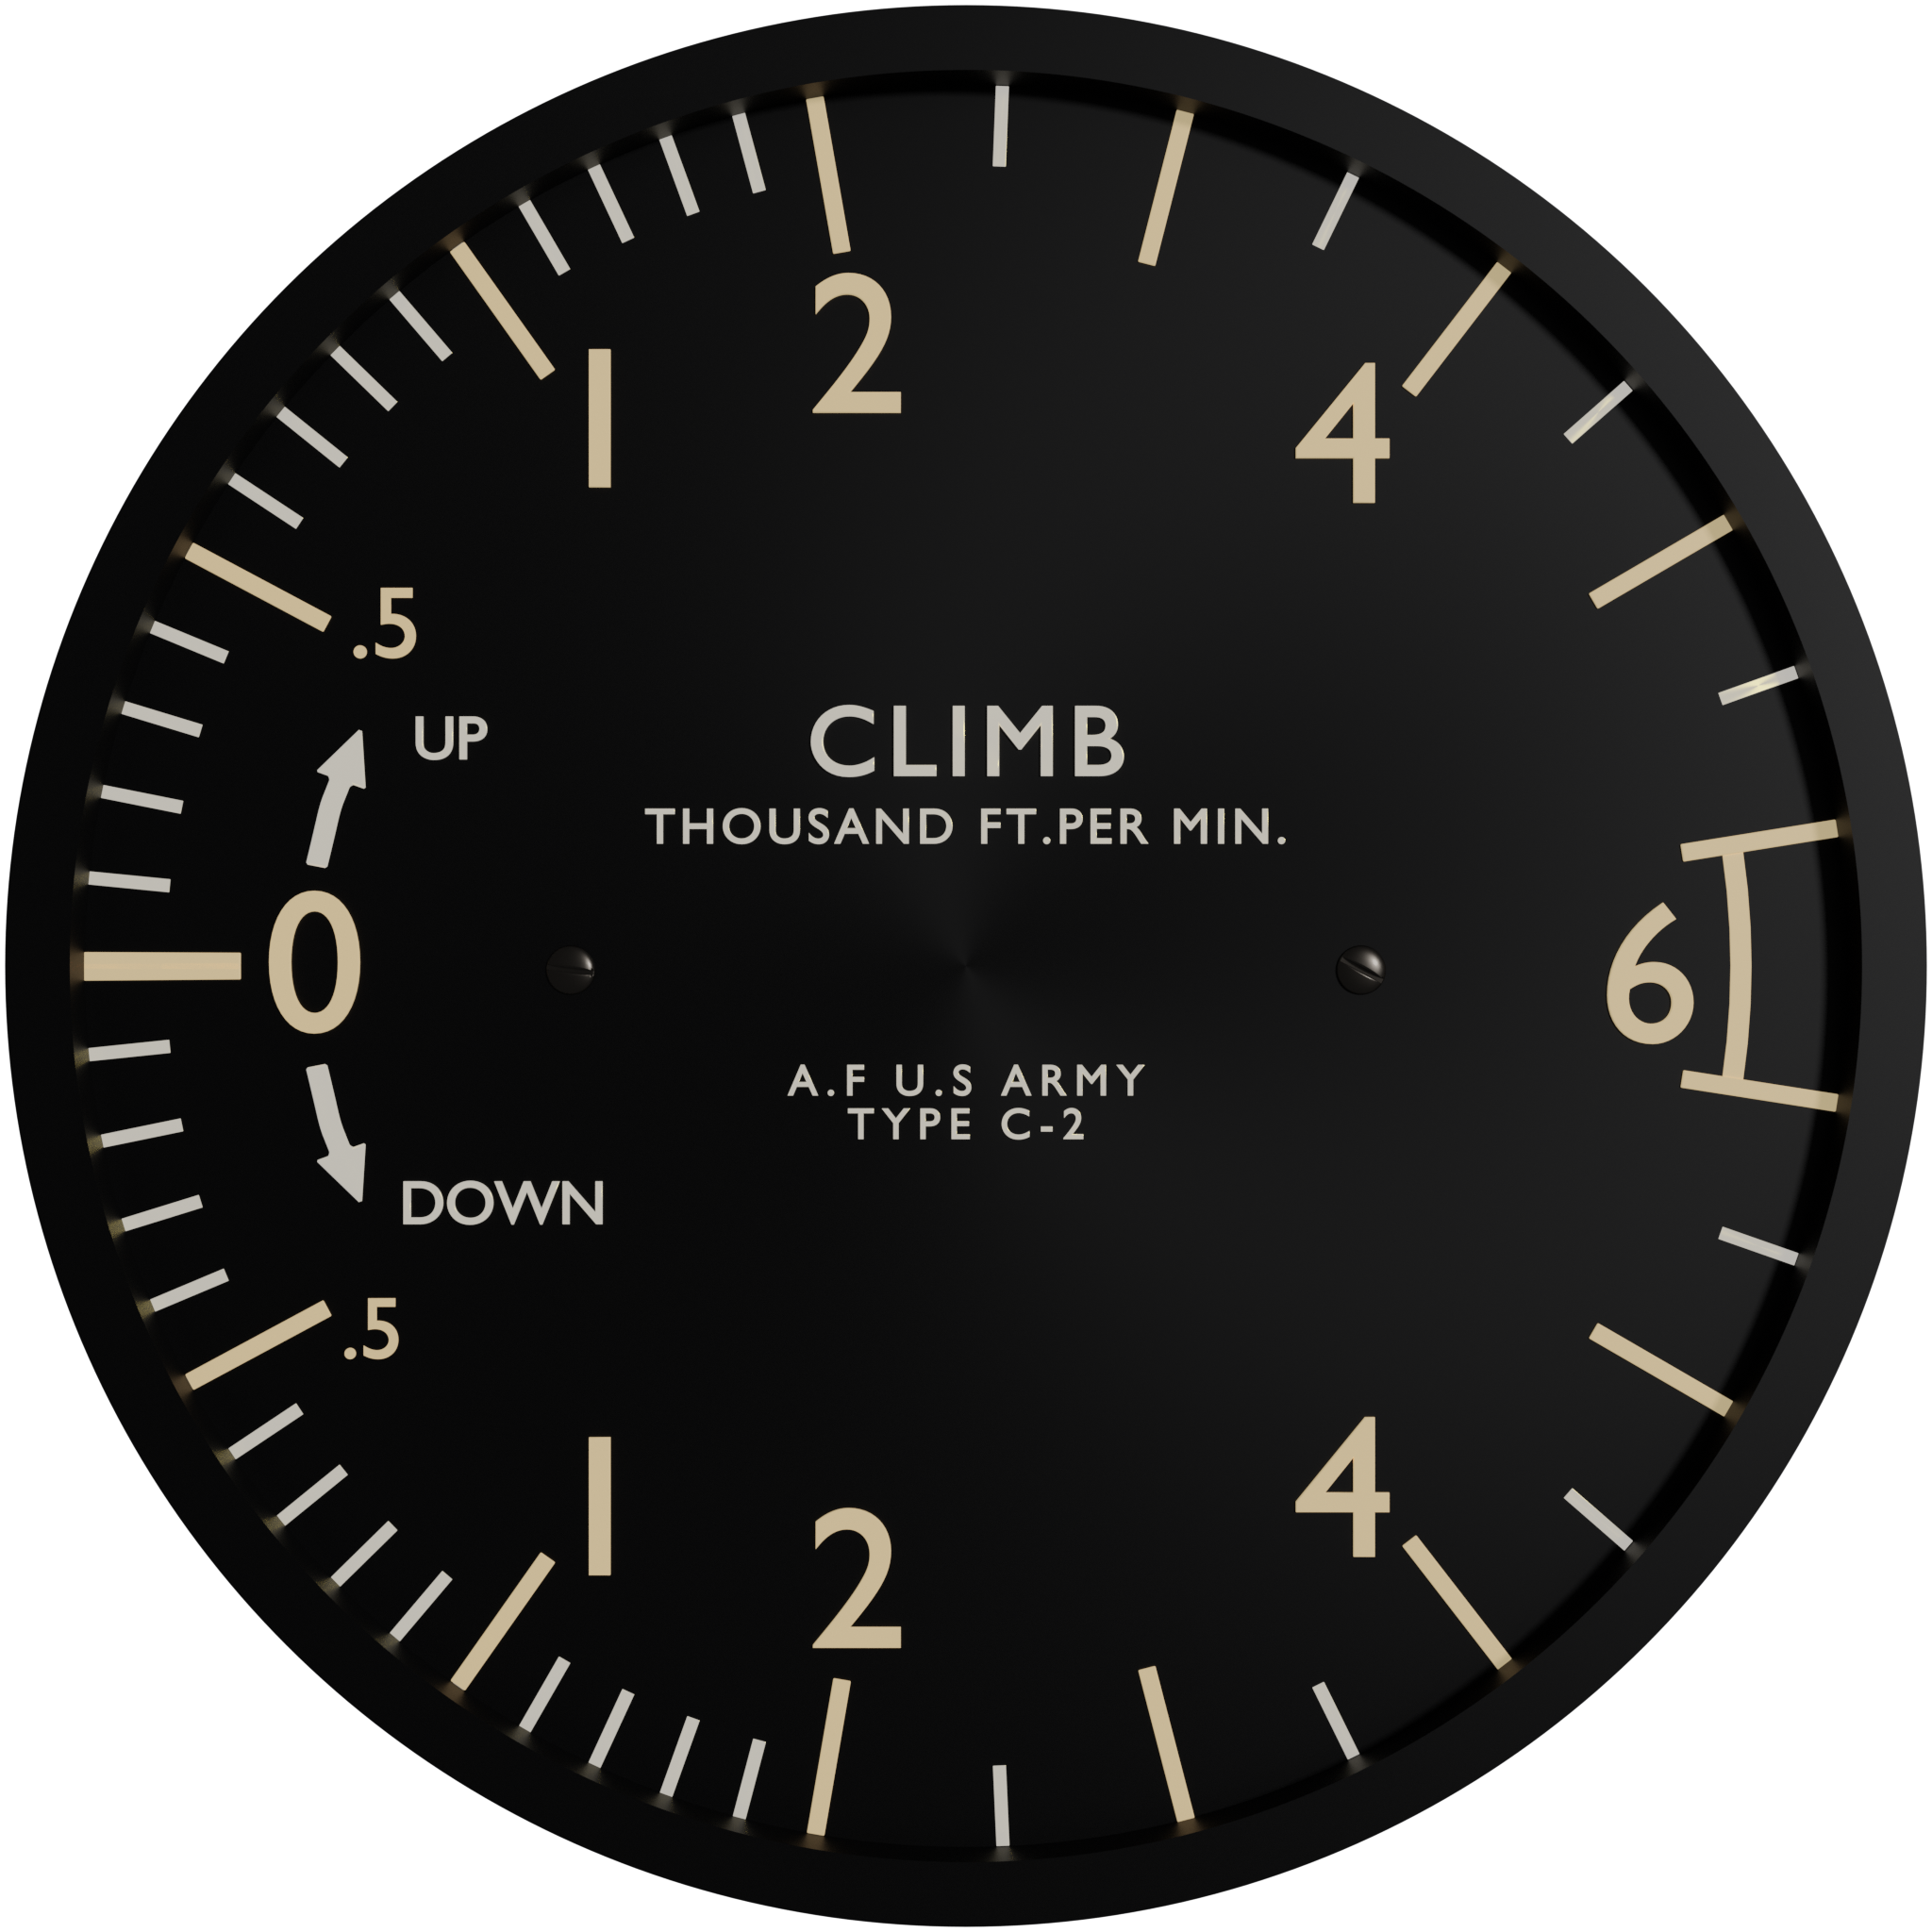 2
1
4
.5
UP
CLIMB
THOUSAND FT.PER MIN.
0
6
A.F U.S ARMY
TYPE C-2
DOWN
.5
1
4
2